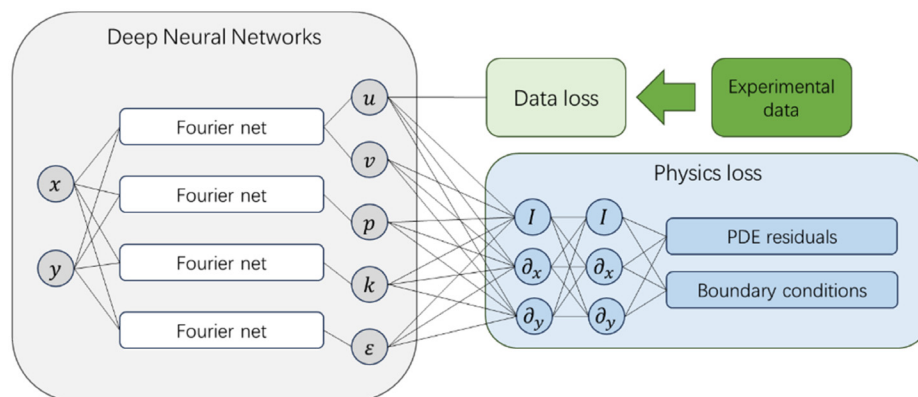 Deep Neural Networks
x
y
Fourier net
Fourier net
Fourier net
Fourier net
u
v
p
k
ε
Data loss
Experimental
data
Physics loss
I
∂x
∂y
I
∂x
∂y
PDE residuals
Boundary conditions